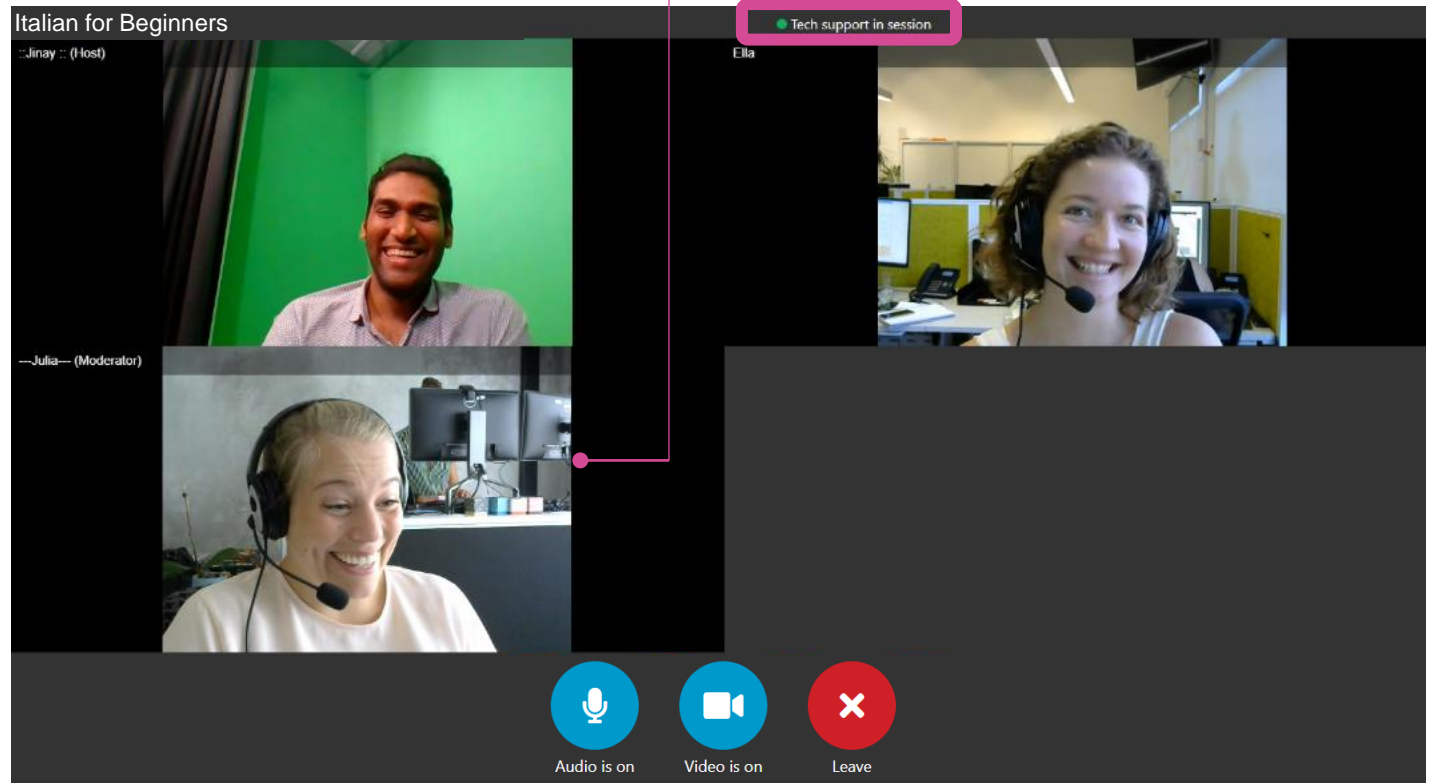 Italian for Beginners
Tech support in session
::Jinay :: (Host)
Ella
---Julia--- (Moderator)
Audio is on
Video is on
Leave